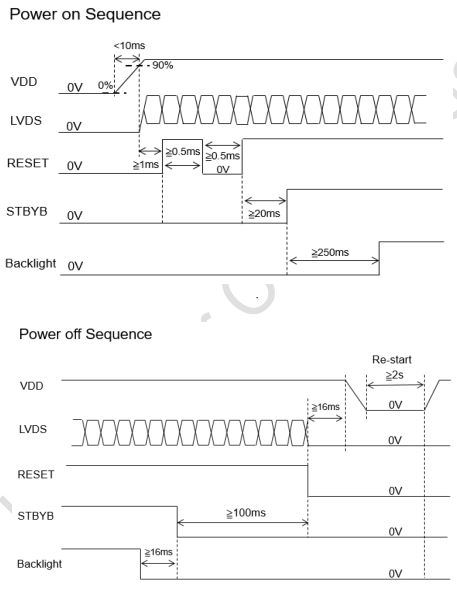 Power on Sequence
<10ms
90%
VDD 0V 0%
LVDS 0V
RESET 0V ≧1ms ≧0.5ms ≧0.5ms
0V
STBYB 0V ≧20ms
Backlight 0V ≧250ms
Power off Sequence
Re-start
≧2s
VDD 0V
LVDS ≧16ms 0V
RESET 0V
STBYB ≧100ms 0V
Backlight ≧16ms 0V